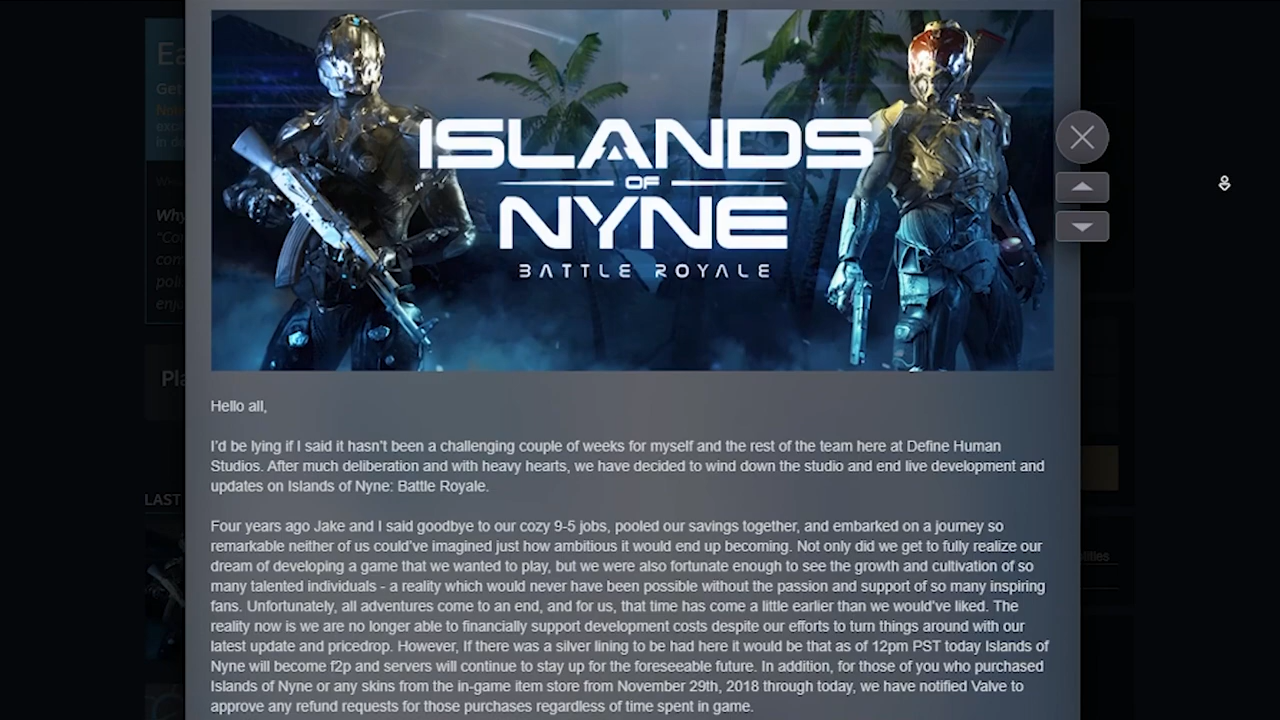 ISLANDS
OF
NYNE
BATTLE ROYALE
Hello all,
I'd be lying if I said it hasn't been a challenging couple of weeks for myself and the rest of the team here at Define Human
Studios. After much deliberation and with heavy hearts, we have decided to wind down the studio and end live development and
updates on Islands of Nyne: Battle Royale.
Four years ago Jake and I said goodbye to our cozy 9-5 jobs, pooled our savings together, and embarked on a journey so
remarkable neither of us could've imagined just how ambitious it would end up becoming. Not only did we get to fully realize our
dream of developing a game that we wanted to play, but we were also fortunate enough to see the growth and cultivation of so
many talented individuals - a reality which would never have been possible without the passion and support of so many inspiring
fans. Unfortunately, all adventures come to an end, and for us, that time has come a little earlier than we would've liked. The
reality now is we are no longer able to financially support development costs despite our efforts to turn things around with our
latest update and pricedrop. However, If there was a silver lining to be had here it would be that as of 12pm PST today Islands of
Nyne will become f2p and servers will continue to stay up for the foreseeable future. In addition, for those of you who purchased
Islands of Nyne or any skins from the in-game item store from November 29th, 2018 through today, we have notified Valve to
approve any refund requests for those purchases regardless of time spent in game.
Ea
Get
Why
Pla
LAST